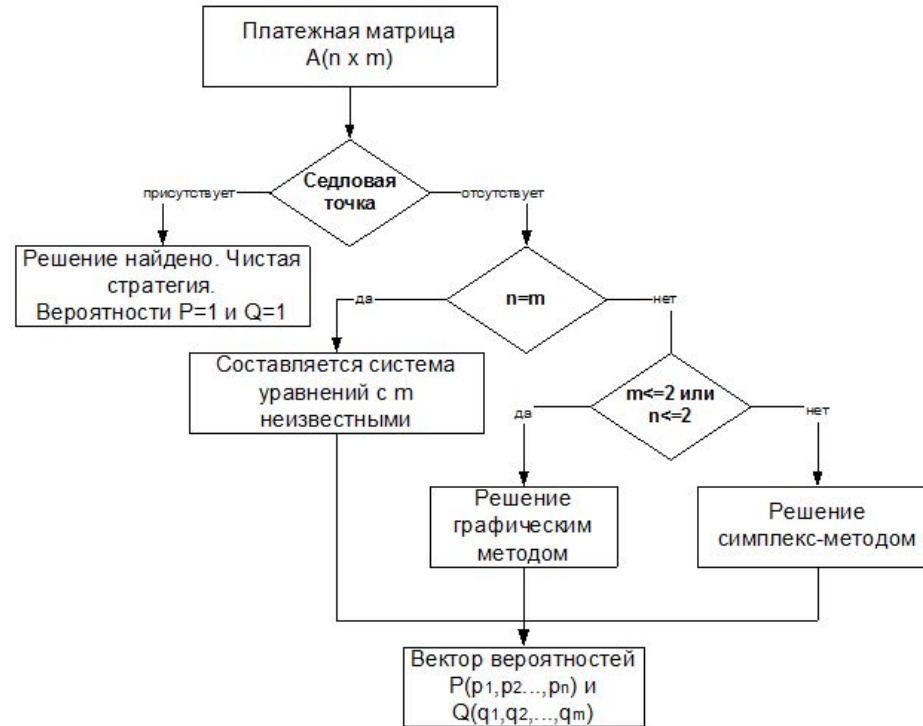 Платежная матрица
A(n x m)
Седловая
точка
присутствует
отсутствует
Решение найдено. Чистая
стратегия.
Вероятности P=1 и Q=1
n=m
да
нет
Составляется система
уравнений с m
неизвестными
m<=2 или
n<=2
да
нет
Решение
графическим
методом
Решение
симплекс-методом
Вектор вероятностей
P(p1,p2...,pn) и
Q(q1,q2,...,qm)